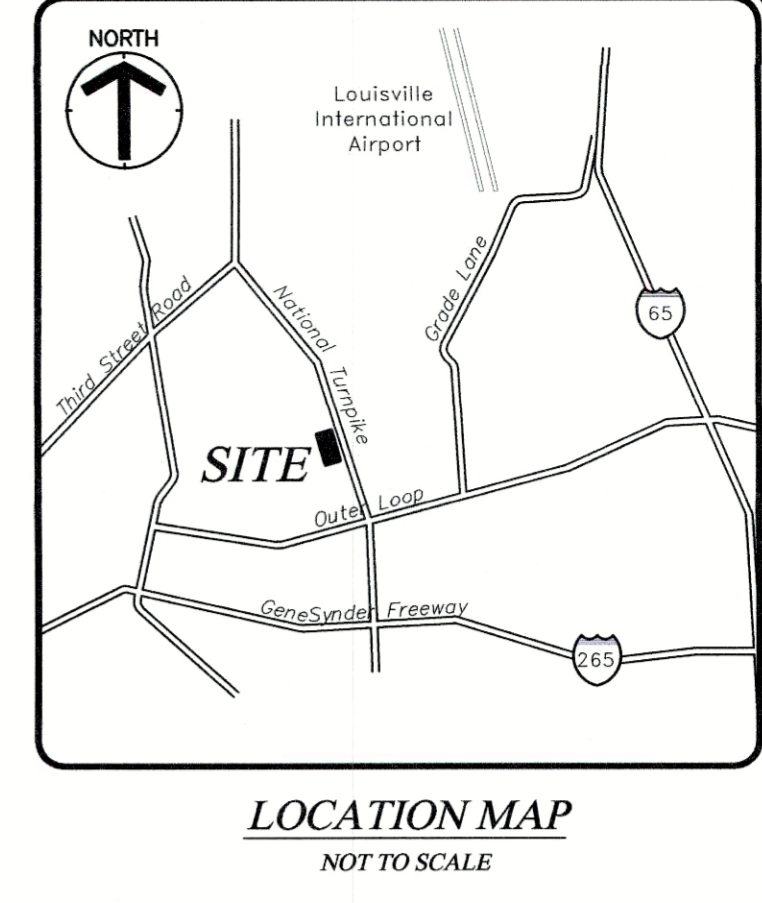 NORTH
Louisville
International
Airport
Third Street Road
National Turnpike
Grade Lane
65
SITE
Outer Loop
GeneSynder Freeway
265
LOCATION MAP
NOT TO SCALE